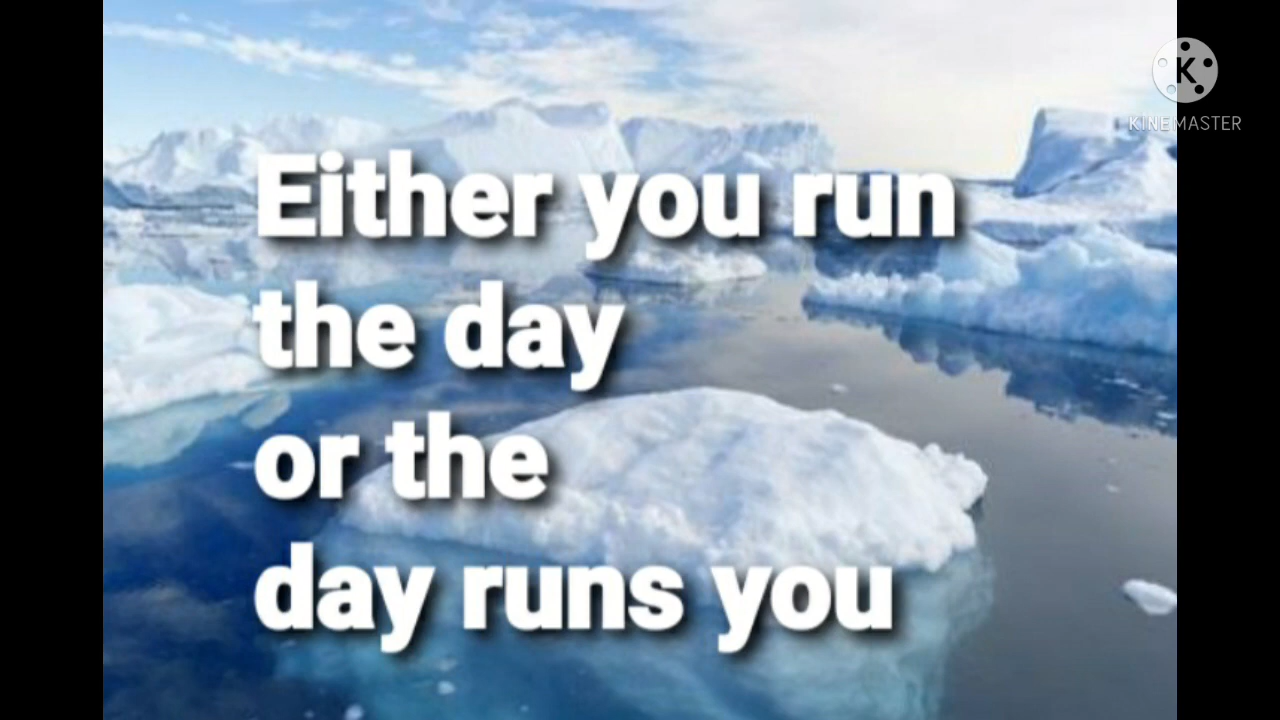 K
KINEMASTER
Either you run
the day
or the
day runs you